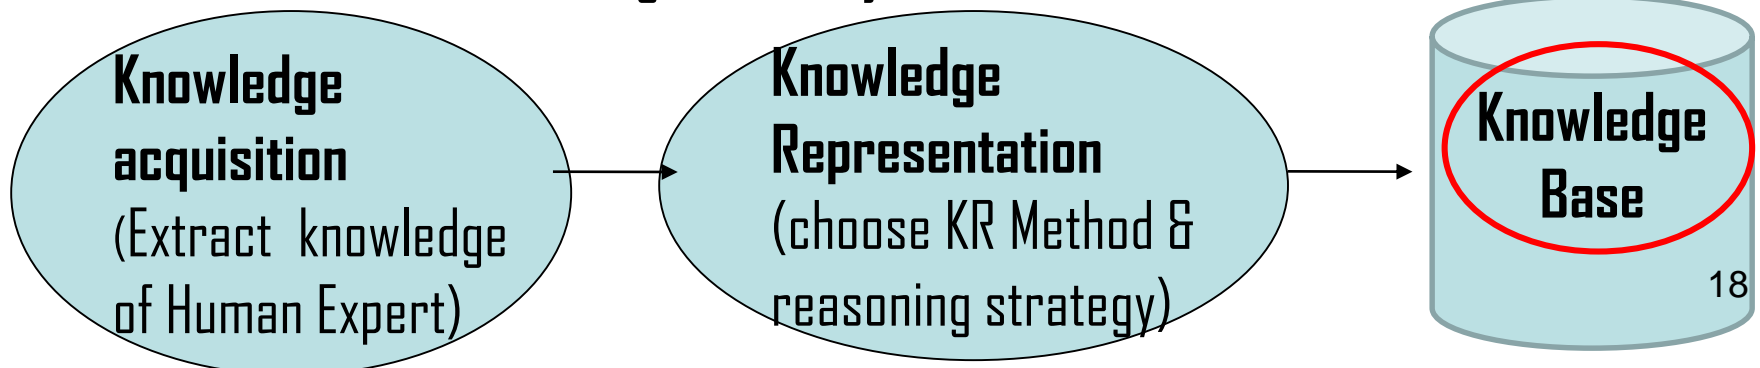 Knowledge
acquisition
(Extract knowledge
of Human Expert)
Knowledge
Representation
(choose KR Method &
reasoning strategy)
Knowledge
Base
18